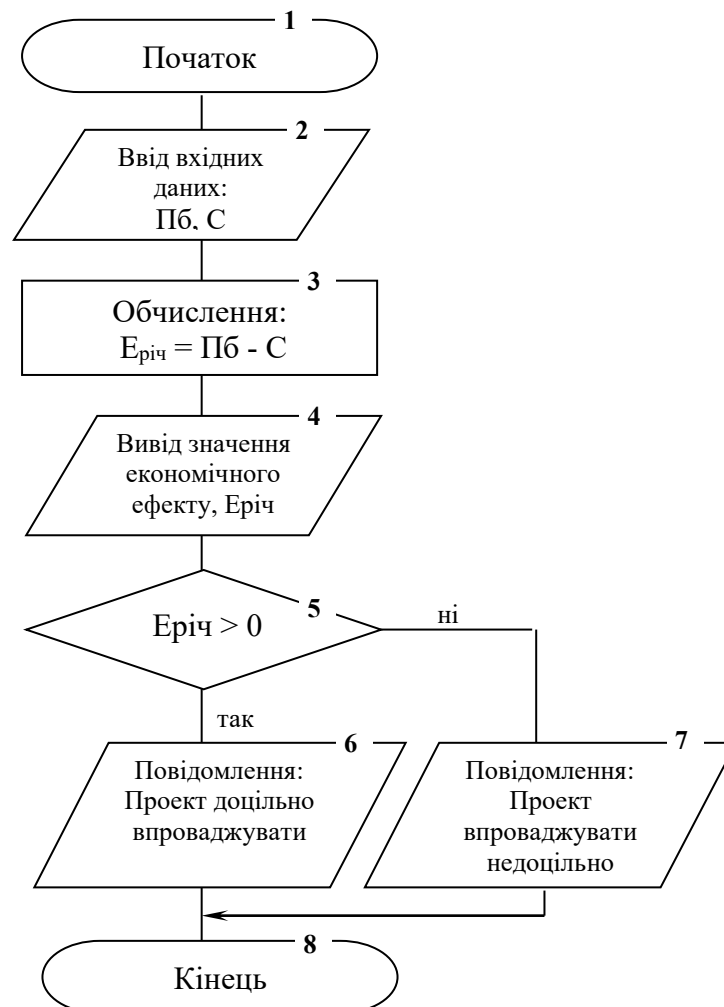 1
Початок
2
Ввід вхідних
даних:
Пб, С
3
Обчислення:
Еріч = Пб - С
4
Вивід значення
економічного
ефекту, Еріч
5
Еріч > 0
ні
так
6
Повідомлення:
Проект доцільно
впроваджувати
7
Повідомлення:
Проект
впроваджувати
недоцільно
8
Кінець